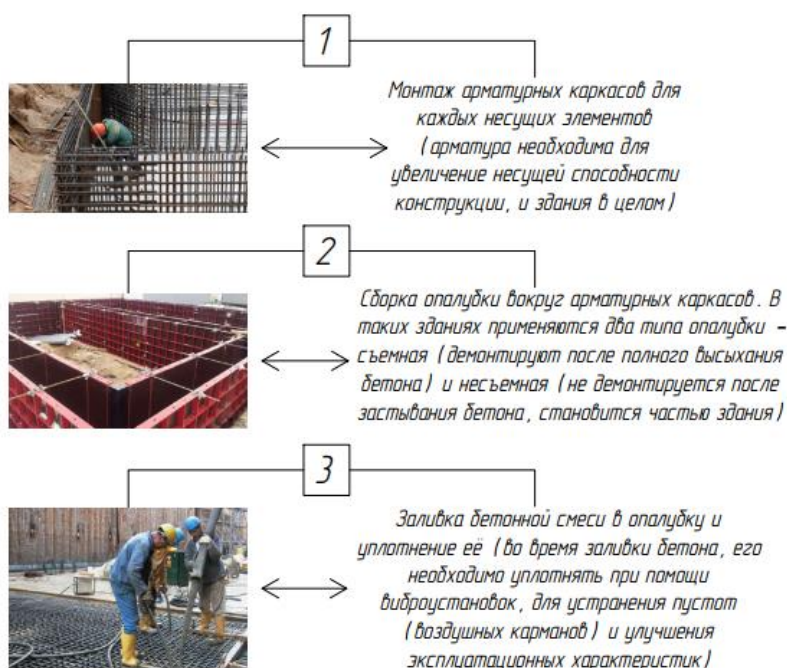 1
Монтаж арматурных каркасов для
каждых несущих элементов
(арматура необходима для
увеличение несущей способности
конструкции, и здания в целом)
2
Сборка опалубки вокруг арматурных каркасов. В
таких зданиях применяются два типа опалубки -
съемная (демонтируют после полного высыхания
бетона) и несъемная (не демонтируется после
застывания бетона, становится частью здания)
3
Заливка бетонной смеси в опалубку и
уплотнение её (во время заливки бетона, его
необходимо уплотнять при помощи
виброустановок, для устранения пустот
(воздушных карманов) и улучшения
эксплиатационных характеристик)